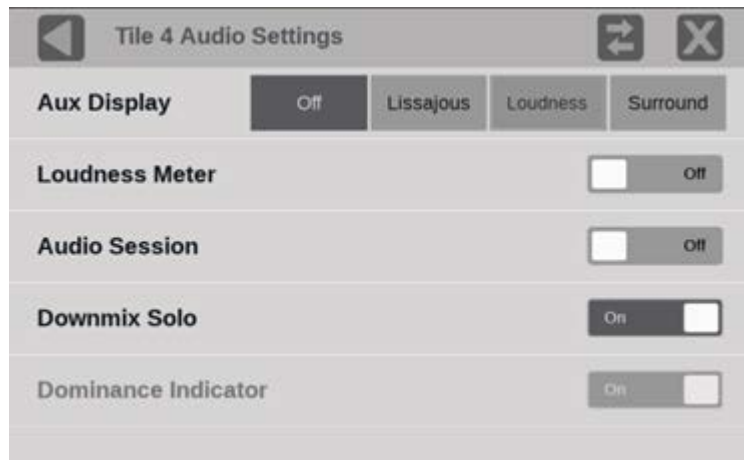 Tile 4 Audio Settings
Aux Display Off Lissajous Loudness Surround
Loudness Meter Off
Audio Session Off
Downmix Solo On
Dominance Indicator On